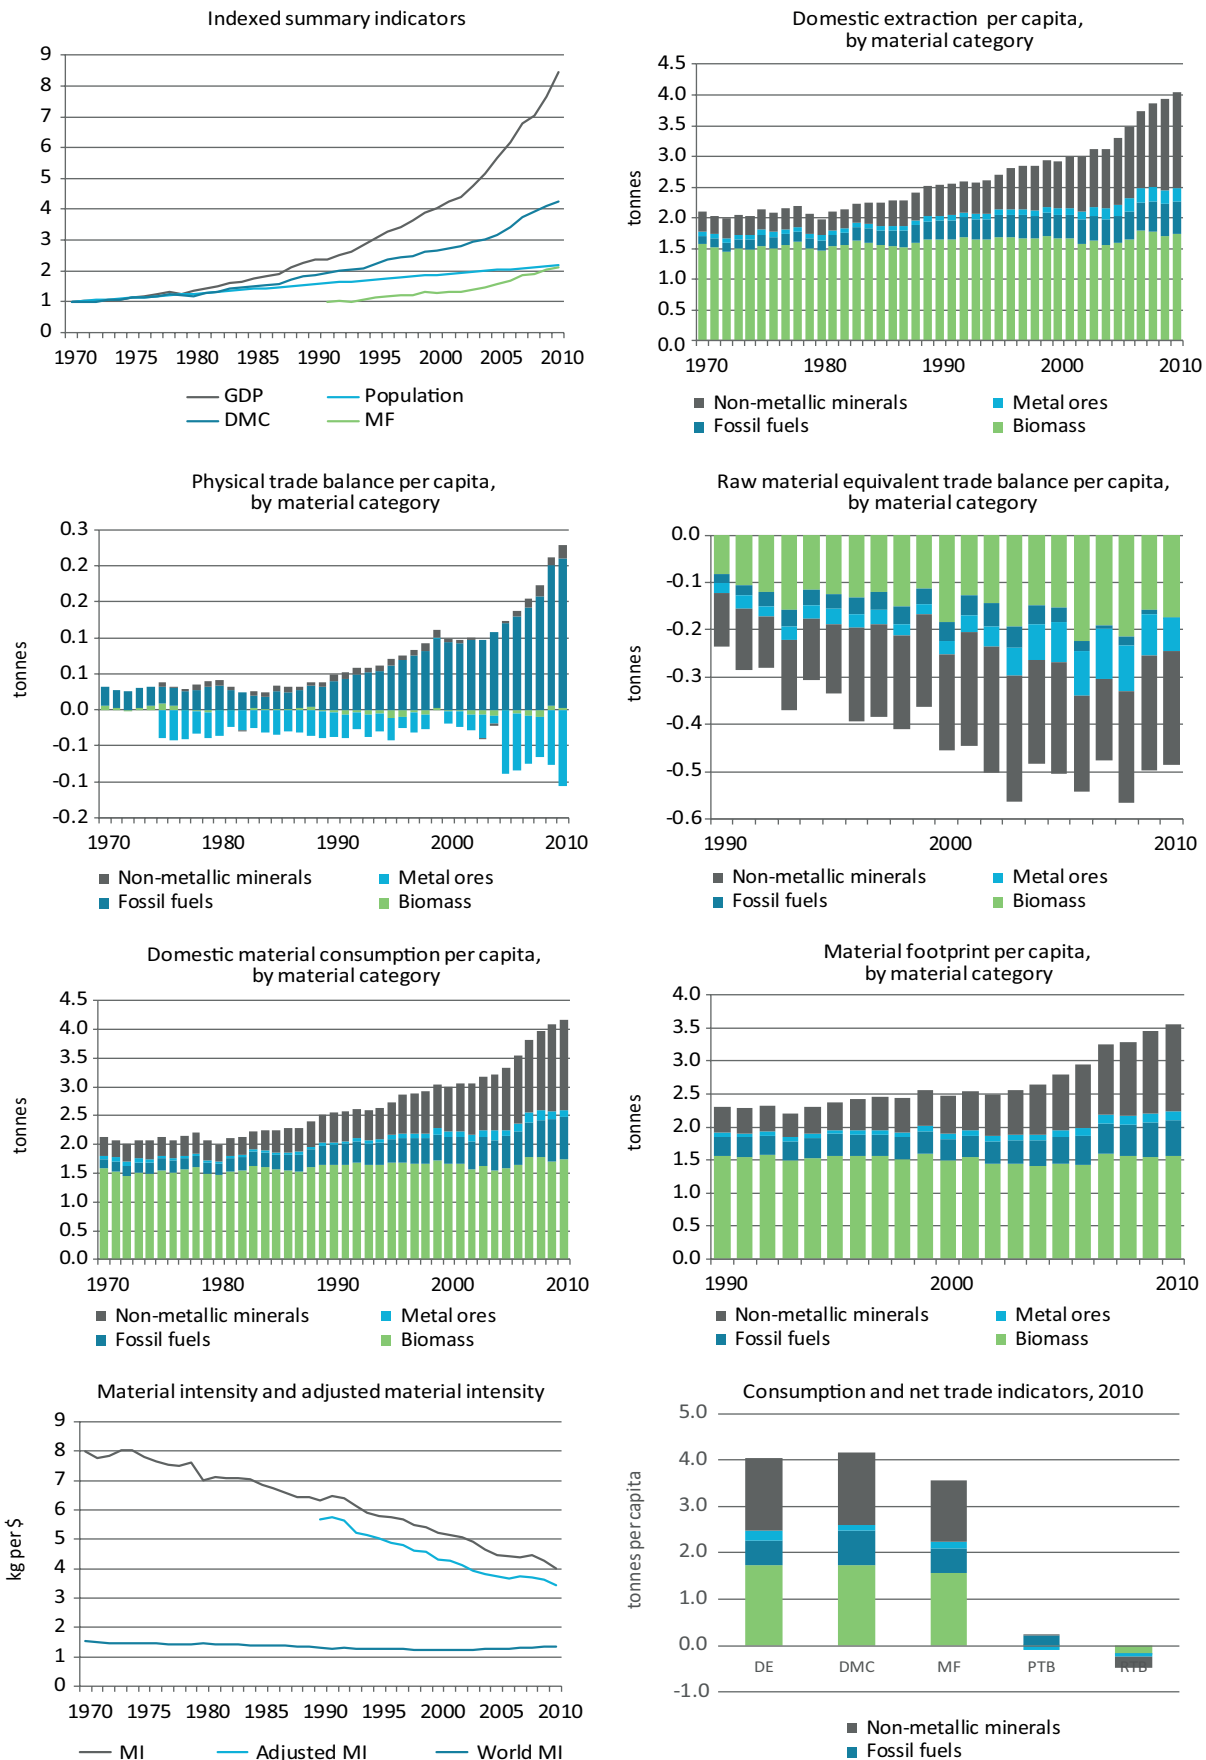 Indexed summary indicators
9
8
7
6
5
4
3
2
1
0
1970 1975 1980 1985 1990 1995 2000 2005 2010
GDP Population
DMC MF
Domestic extraction per capita,
by material category
tonnes
4.5
4.0
3.5
3.0
2.5
2.0
1.5
1.0
0.5
0.0
1970 1980 1990 2000 2010
Non-metallic minerals Metal ores
Fossil fuels Biomass
Physical trade balance per capita,
by material category
tonnes
0.3
0.2
0.2
0.1
0.1
0.0
-0.1
-0.1
-0.2
1970 1980 1990 2000 2010
Non-metallic minerals Metal ores
Fossil fuels Biomass
Raw material equivalent trade balance per capita,
by material category
tonnes
0.0
-0.1
-0.2
-0.3
-0.4
-0.5
-0.6
1990 2000 2010
Non-metallic minerals Metal ores
Fossil fuels Biomass
Domestic material consumption per capita,
by material category
tonnes
4.5
4.0
3.5
3.0
2.5
2.0
1.5
1.0
0.5
0.0
1970 1980 1990 2000 2010
Non-metallic minerals Metal ores
Fossil fuels Biomass
Material footprint per capita,
by material category
tonnes
4.0
3.5
3.0
2.5
2.0
1.5
1.0
0.5
0.0
1990 2000 2010
Non-metallic minerals Metal ores
Fossil fuels Biomass
Material intensity and adjusted material intensity
kg per $
9
8
7
6
5
4
3
2
1
0
1970 1975 1980 1985 1990 1995 2000 2005 2010
MI Adjusted MI World MI
Consumption and net trade indicators, 2010
tonnes per capita
5.0
4.0
3.0
2.0
1.0
0.0
-1.0
DE DMC MF PTB RTB
Non-metallic minerals
Fossil fuels